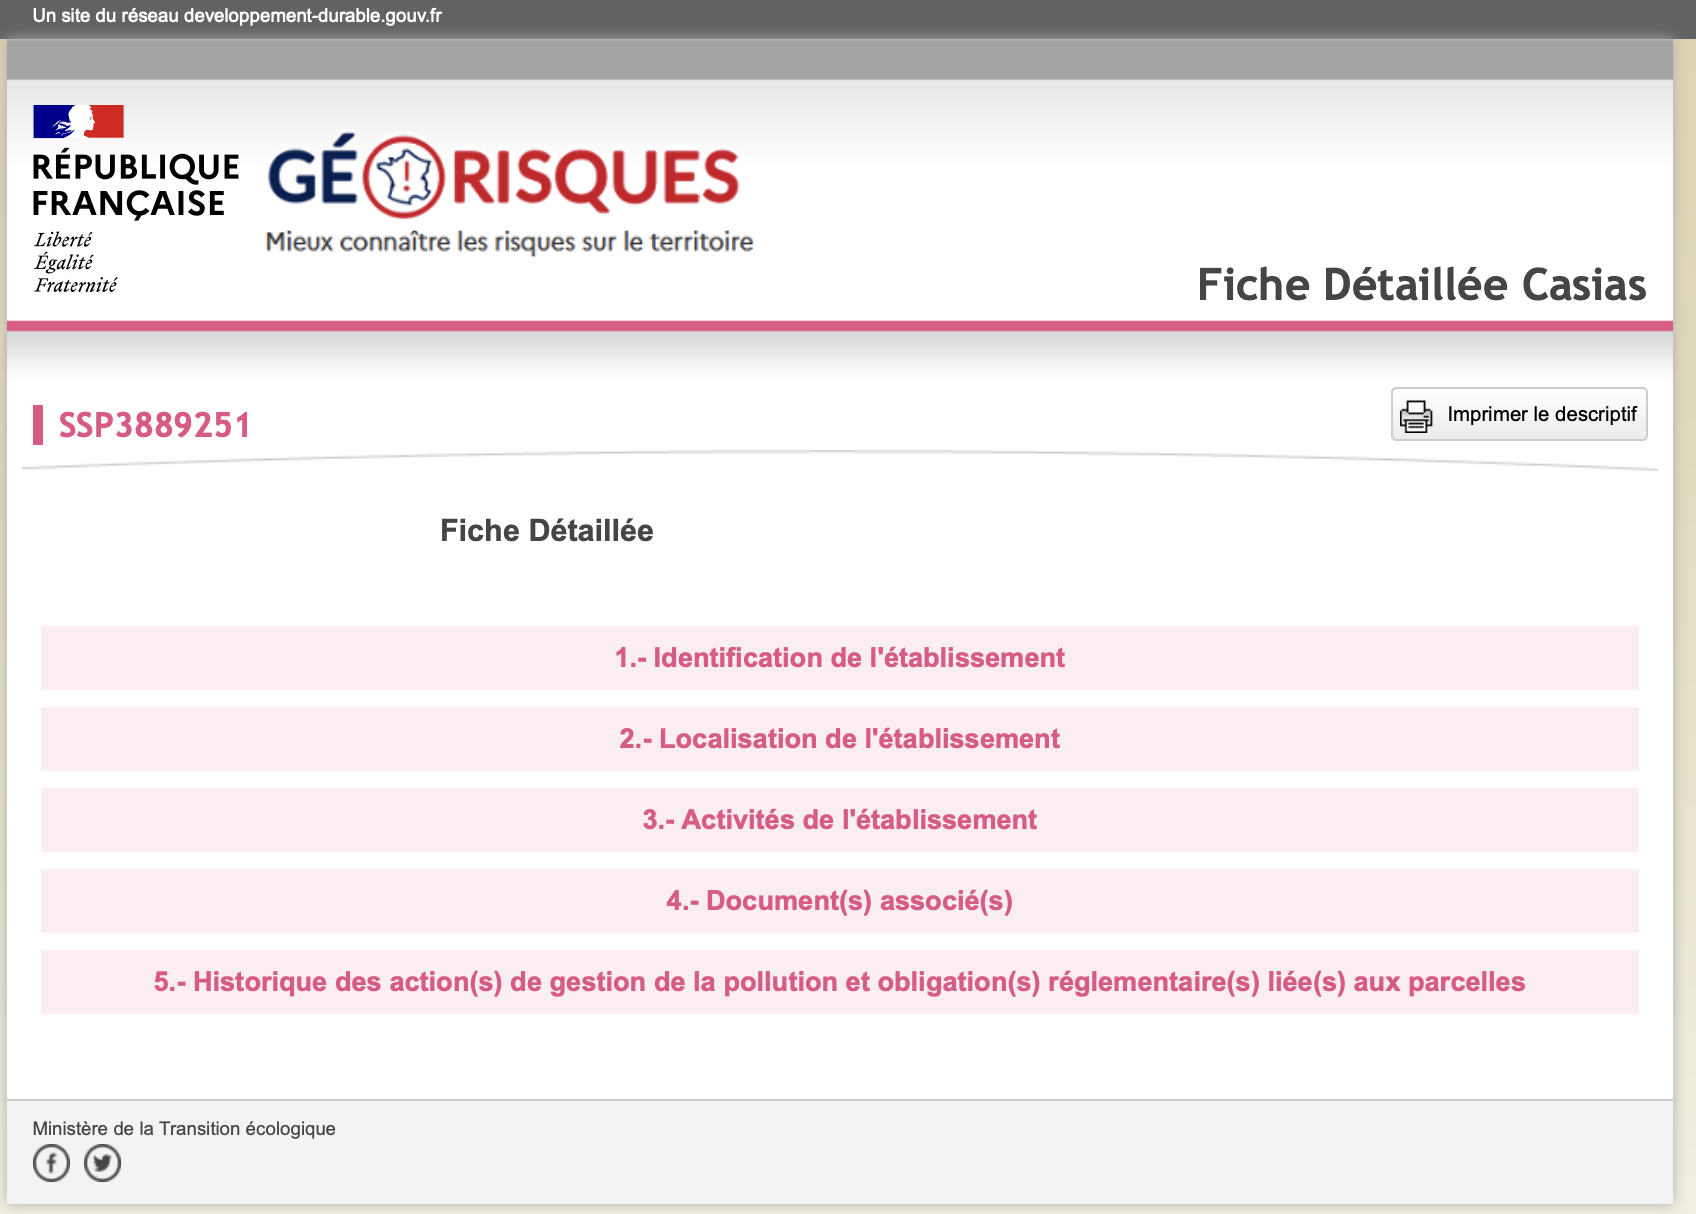 Un site du réseau developpement-durable.gouv.fr
RÉPUBLIQUE
FRANÇAISE
Liberté
Égalité
Fraternité
GÉORISQUES
Mieux connaître les risques sur le territoire
Fiche Détaillée Casias
SSP3889251
Imprimer le descriptif
Fiche Détaillée
1.- Identification de l'établissement
2.- Localisation de l'établissement
3.- Activités de l'établissement
4.- Document(s) associé(s)
5.- Historique des action(s) de gestion de la pollution et obligation(s) réglementaire(s) liée(s) aux parcelles
Ministère de la Transition écologique